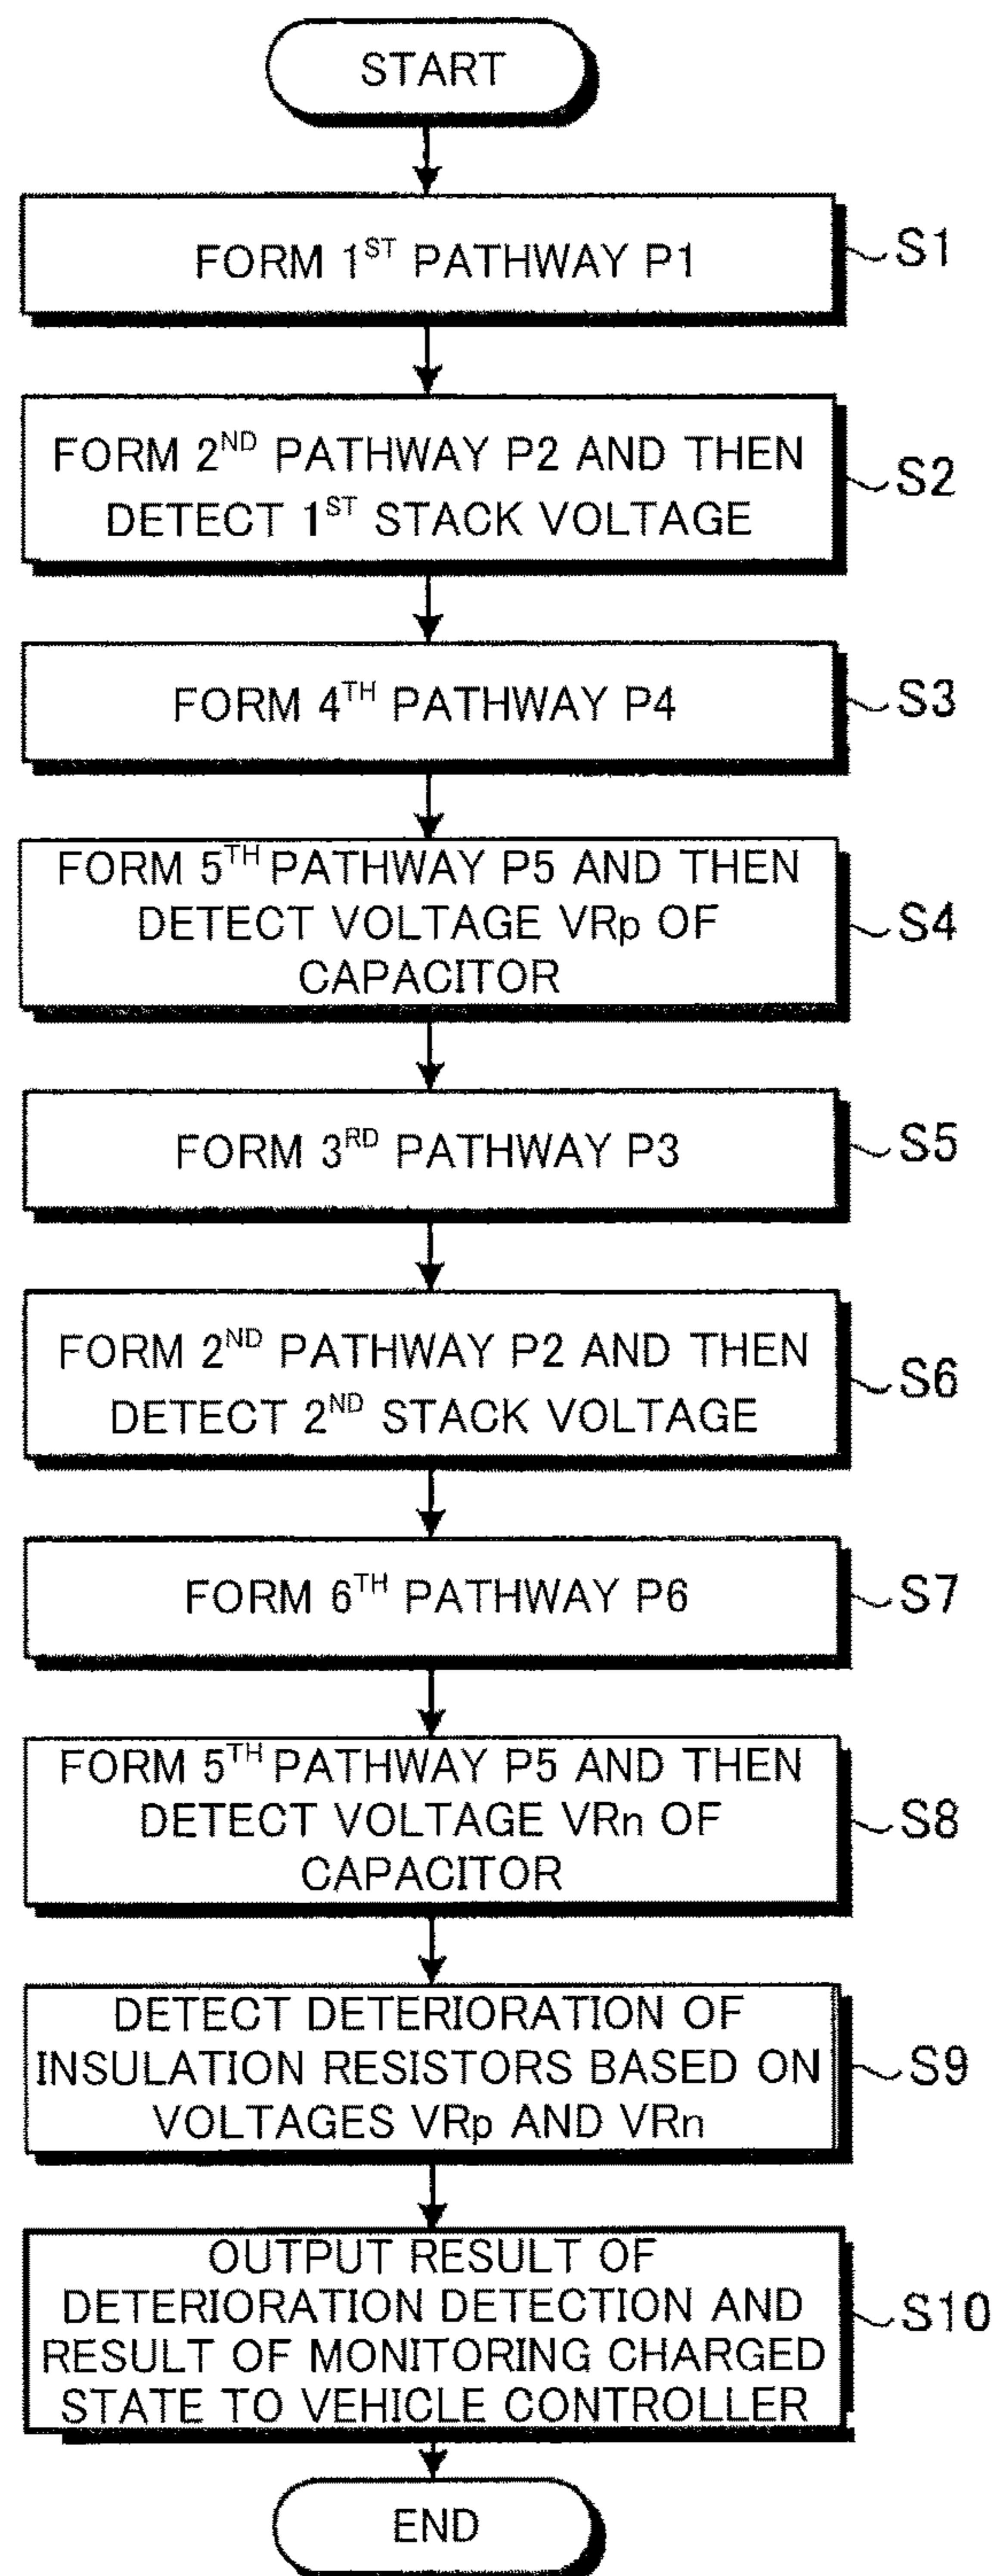 START
FORM 1ST PATHWAY P1
S1
FORM 2ND PATHWAY P2 AND THEN
DETECT 1ST STACK VOLTAGE
S2
FORM 4TH PATHWAY P4
S3
FORM 5TH PATHWAY P5 AND THEN
DETECT VOLTAGE VRp OF
CAPACITOR
S4
FORM 3RD PATHWAY P3
S5
FORM 2ND PATHWAY P2 AND THEN
DETECT 2ND STACK VOLTAGE
S6
FORM 6TH PATHWAY P6
S7
FORM 5TH PATHWAY P5 AND THEN
DETECT VOLTAGE VRn OF
CAPACITOR
S8
DETECT DETERIORATION OF
INSULATION RESISTORS BASED ON
VOLTAGES VRp AND VRn
S9
OUTPUT RESULT OF
DETERIORATION DETECTION AND
RESULT OF MONITORING CHARGED
STATE TO VEHICLE CONTROLLER
S10
END